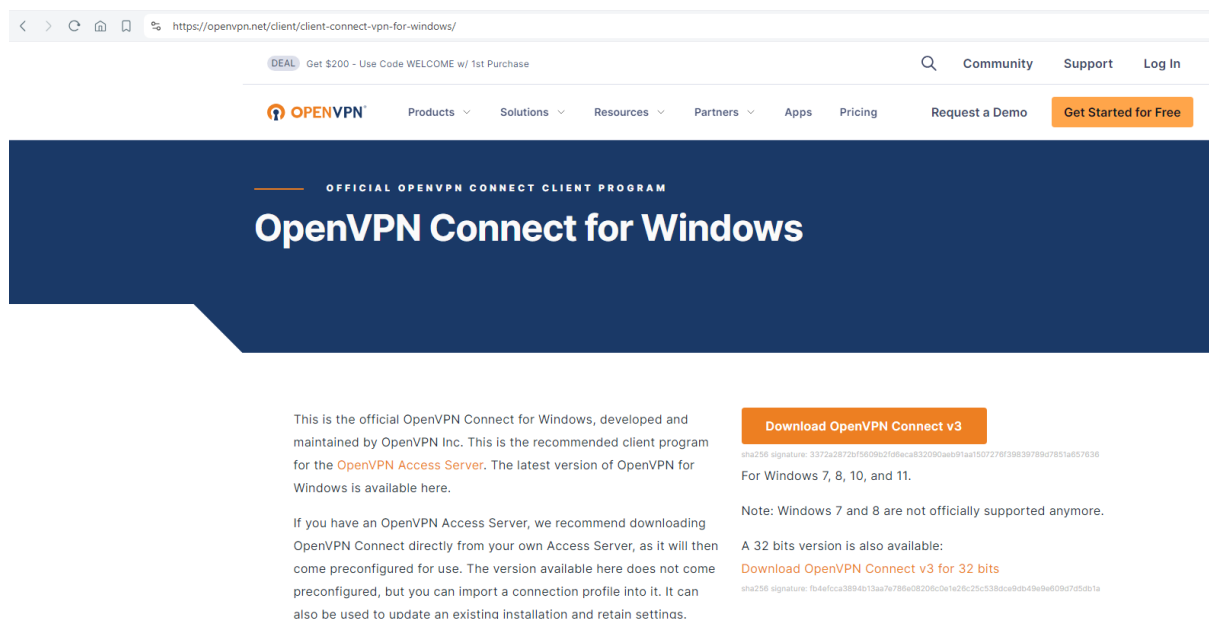 https://openvpn.net/client/client-connect-vpn-for-windows/
DEAL Get $200 - Use Code WELCOME w/ 1st Purchase
Community Support Log In
OPENVPN®
Products Solutions Resources Partners Apps Pricing Request a Demo Get Started for Free
OFFICIAL OPENVPN CONNECT CLIENT PROGRAM
OpenVPN Connect for Windows
This is the official OpenVPN Connect for Windows, developed and
maintained by OpenVPN Inc. This is the recommended client program
for the OpenVPN Access Server. The latest version of OpenVPN for
Windows is available here.
If you have an OpenVPN Access Server, we recommend downloading
OpenVPN Connect directly from your own Access Server, as it will then
come preconfigured for use. The version available here does not come
preconfigured, but you can import a connection profile into it. It can
also be used to update an existing installation and retain settings.
Download OpenVPN Connect v3
sha256 signature:
For Windows 7, 8, 10, and 11.
Note: Windows 7 and 8 are not officially supported anymore.
A 32 bits version is also available:
Download OpenVPN Connect v3 for 32 bits
sha256 signature: